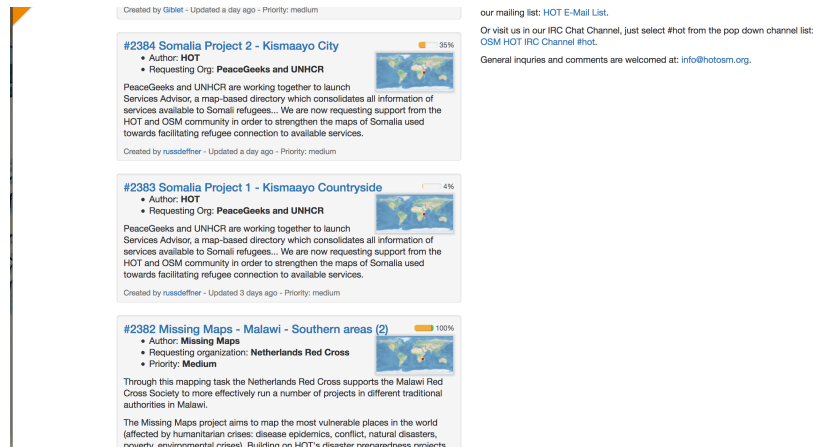 Created by Giblet - Updated a day ago - Priority: medium
our mailing list: HOT E-Mail List.
Or visit us in our IRC Chat Channel, just select #hot from the pop down channel list:
OSM HOT IRC Channel #hot.
General inquries and comments are welcomed at: info@hotosm.org.
#2384 Somalia Project 2 - Kismaayo City
35%
• Author: HOT
• Requesting Org: PeaceGeeks and UNHCR
PeaceGeeks and UNHCR are working together to launch
Services Advisor, a map-based directory which consolidates all information of
services available to Somali refugees... We are now requesting support from the
HOT and OSM community in order to strengthen the maps of Somalia used
towards facilitating refugee connection to available services.
Created by russdeffner - Updated a day ago - Priority: medium
#2383 Somalia Project 1 - Kismaayo Countryside
4%
• Author: HOT
• Requesting Org: PeaceGeeks and UNHCR
PeaceGeeks and UNHCR are working together to launch
Services Advisor, a map-based directory which consolidates all information of
services available to Somali refugees... We are now requesting support from the
HOT and OSM community in order to strengthen the maps of Somalia used
towards facilitating refugee connection to available services.
Created by russdeffner - Updated 3 days ago - Priority: medium
#2382 Missing Maps - Malawi - Southern areas (2)
100%
• Author: Missing Maps
• Requesting organization: Netherlands Red Cross
• Priority: Medium
Through this mapping task the Netherlands Red Cross supports the Malawi Red
Cross Society to more effectively run a number of projects in different traditional
authorities in Malawi.
The Missing Maps project aims to map the most vulnerable places in the world
(affected by humanitarian crises: disease epidemics, conflict, natural disasters,
poverty, environmental crises). Building on HOT's disaster preparedness projects